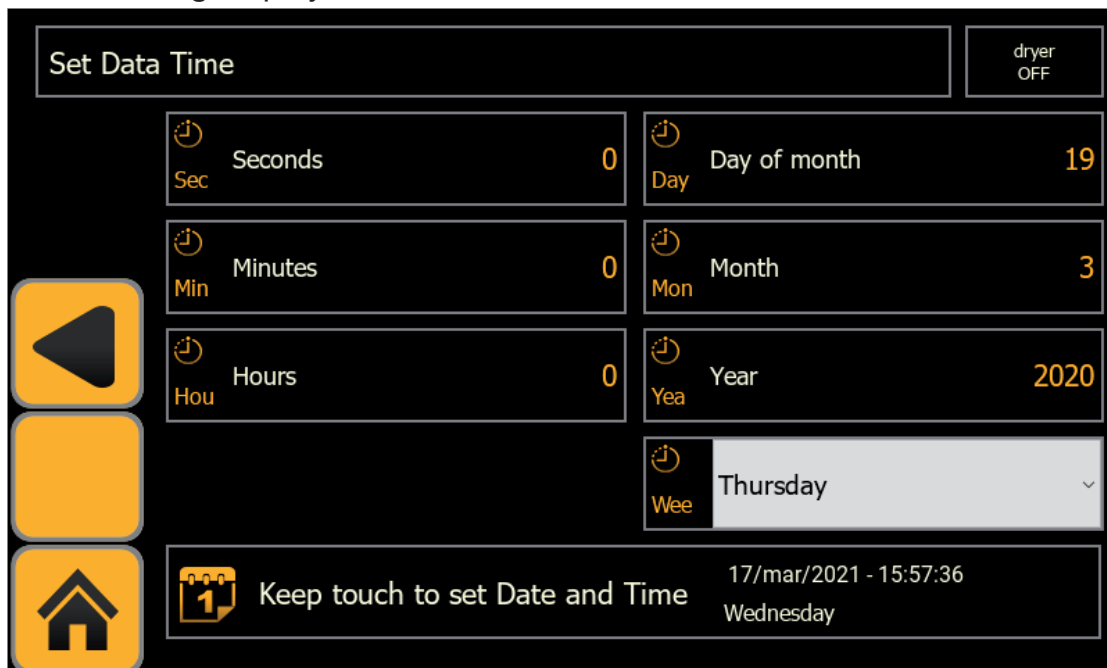 Set Data Time
dryer
OFF
Sec
Seconds
0
Day
Day of month
19
Min
Minutes
0
Mon
Month
3
Hou
Hours
0
Yea
Year
2020
Wee
Thursday
1
Keep touch to set Date and Time
17/mar/2021 - 15:57:36
Wednesday